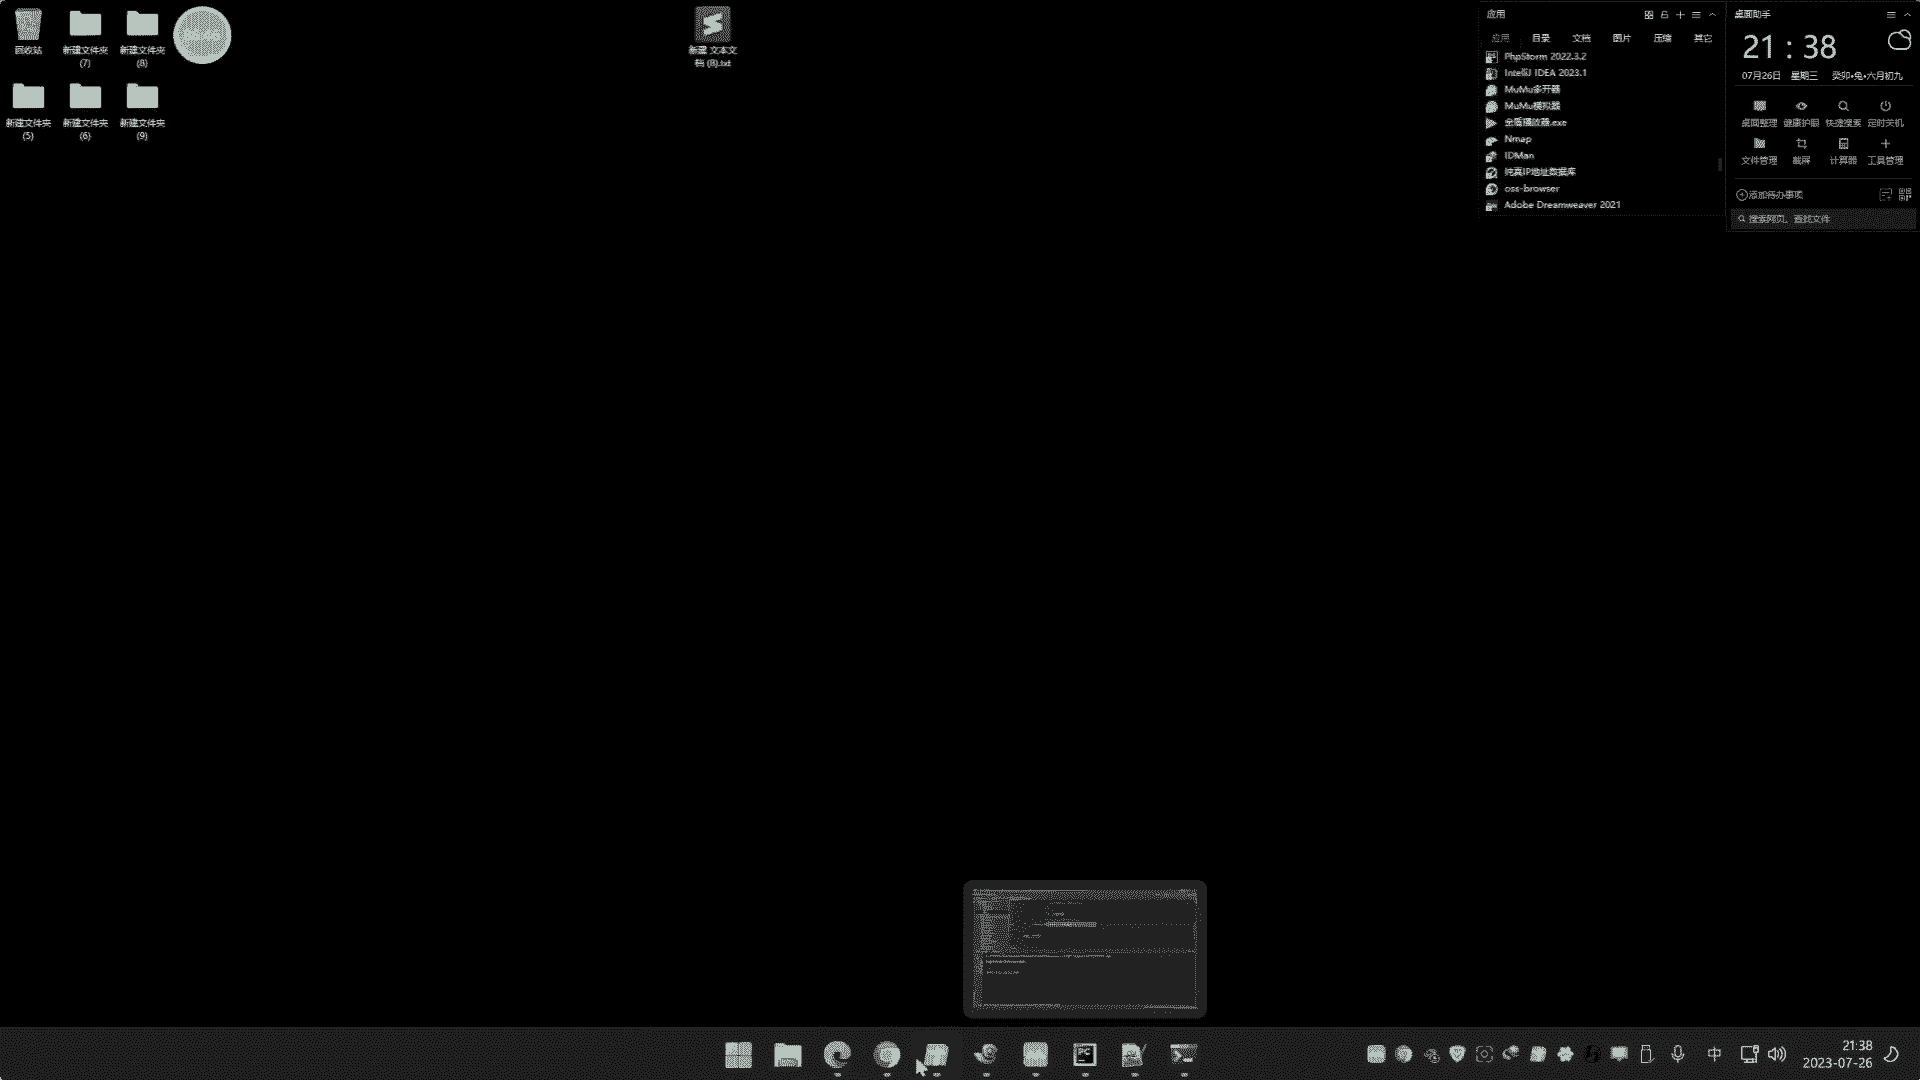 回收站
新建文件夹
(7)
新建文件夹
(8)
新建文件夹
(5)
新建文件夹
(6)
新建文件夹
(9)
新建 文本文
档 (8).txt
应用
应用 目录 文档 图片 压缩 其它
PhpStorm 2022.3.2
IntelliJ IDEA 2023.1
MuMu多开器
MuMu模拟器
金盾播放器.exe
Nmap
IDMan
纯真IP地址数据库
oss-browser
Adobe Dreamweaver 2021
桌面助手
21 : 38
07月26日 星期三 癸卯•兔•六月初九
桌面整理 健康护眼 快速搜索 定时关机
文件管理 截屏 计算器 工具管理
添加待办事项
搜索网页、查找文件
PC
中
21:38
2023-07-26